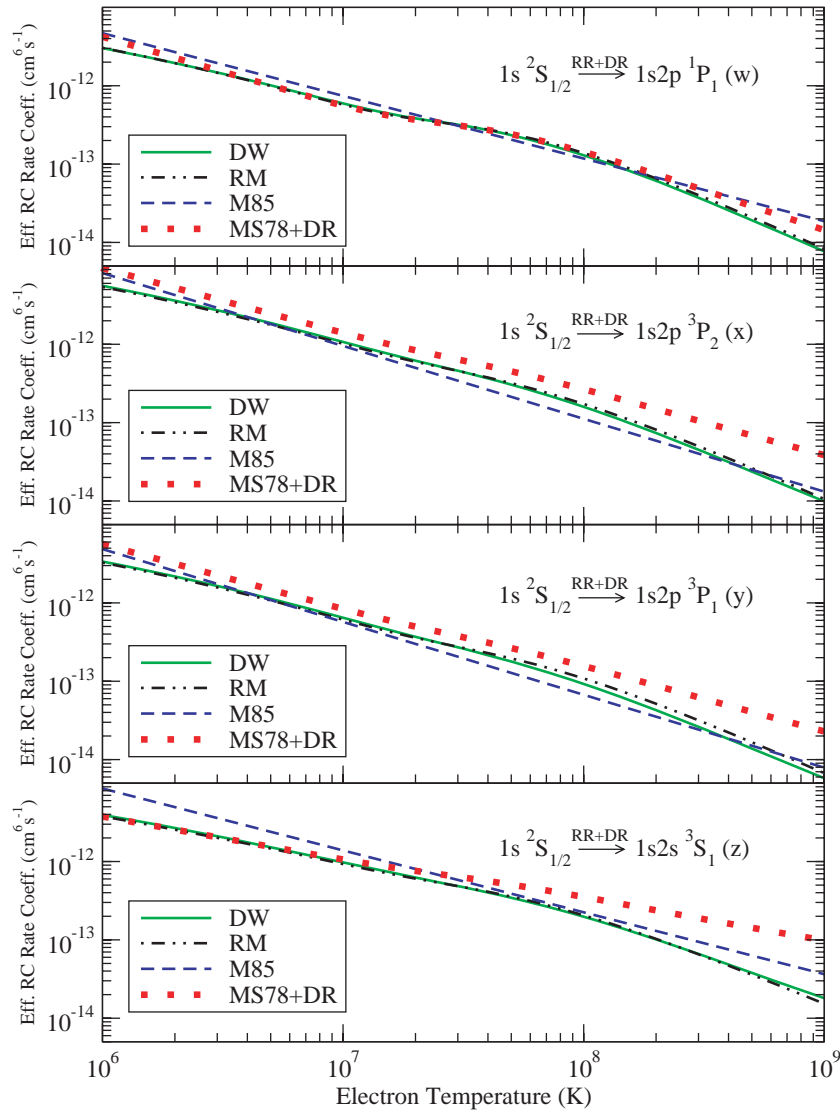 Eff. RC Rate Coeff. (cm⁶s⁻¹)
10⁻¹²
10⁻¹³
10⁻¹⁴
1s ²S₁/₂ RR+DR⟶ 1s2p ¹P₁ (w)
DW
RM
M85
MS78+DR
Eff. RC Rate Coeff. (cm⁶s⁻¹)
10⁻¹²
10⁻¹³
10⁻¹⁴
1s ²S₁/₂ RR+DR⟶ 1s2p ³P₂ (x)
DW
RM
M85
MS78+DR
Eff. RC Rate Coeff. (cm⁶s⁻¹)
10⁻¹²
10⁻¹³
10⁻¹⁴
1s ²S₁/₂ RR+DR⟶ 1s2p ³P₁ (y)
DW
RM
M85
MS78+DR
Eff. RC Rate Coeff. (cm⁶s⁻¹)
10⁻¹²
10⁻¹³
10⁻¹⁴
1s ²S₁/₂ RR+DR⟶ 1s2s ³S₁ (z)
DW
RM
M85
MS78+DR
10⁶ 10⁷ 10⁸ 10⁹
Electron Temperature (K)